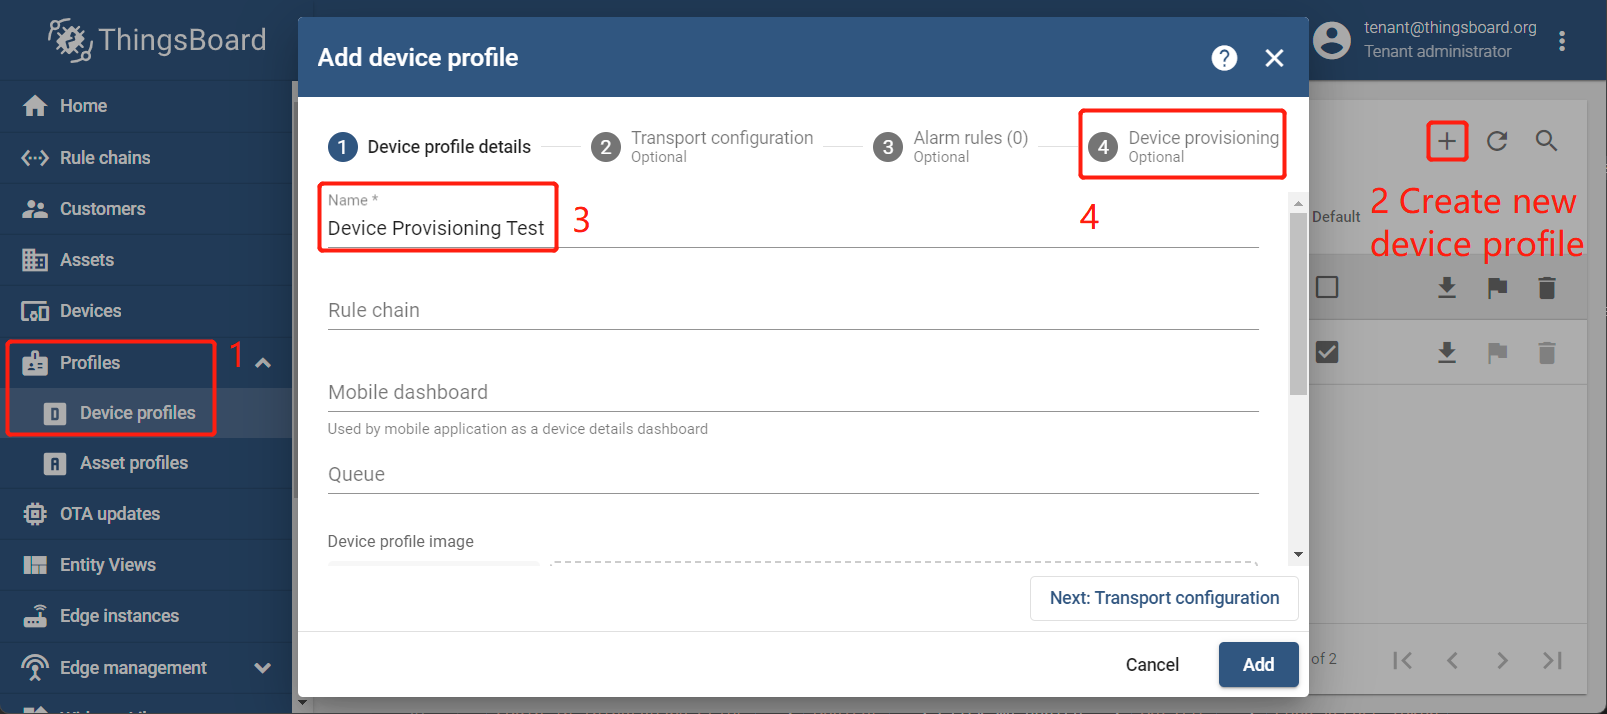 ThingsBoard
Home
Rule chains
Customers
Assets
Devices
Profiles
1
Device profiles
Asset profiles
OTA updates
Entity Views
Edge instances
Edge management
Add device profile
?
1 Device profile details
2 Transport configuration
Optional
3 Alarm rules (0)
Optional
4 Device provisioning
Optional
Name *
Device Provisioning Test
3
4
Rule chain
Mobile dashboard
Used by mobile application as a device details dashboard
Queue
Device profile image
Next: Transport configuration
Cancel
Add
tenant@thingsboard.org
Tenant administrator
Default
2 Create new
device profile
of 2